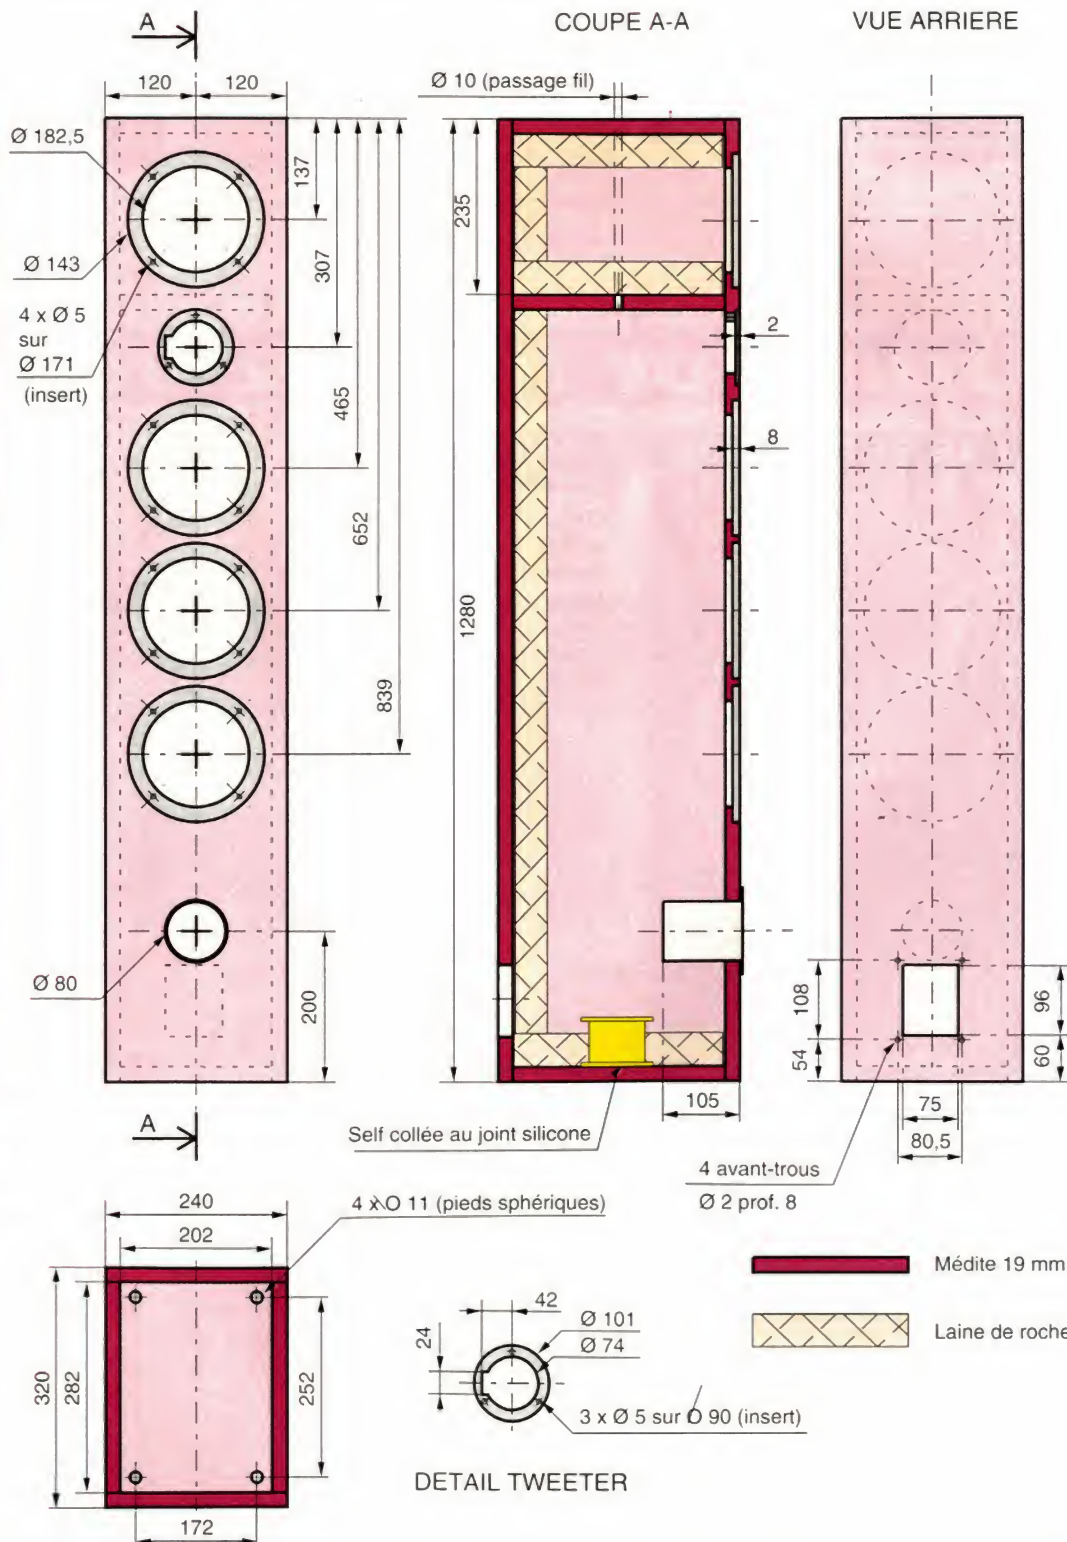 A
COUPE A-A
VUE ARRIERE
120
120
Ø 10 (passage fil)
Ø 182,5
137
235
Ø 143
307
4 x Ø 5
sur
Ø 171
(insert)
2
465
8
652
1280
839
Ø 80
200
108
96
54
60
A
105
75
80,5
Self collée au joint silicone
4 avant-trous
Ø 2 prof. 8
240
4 x O 11 (pieds sphériques)
202
Médite 19 mm
42
Ø 101
24
Ø 74
Laine de roche
320
282
252
3 x Ø 5 sur O 90 (insert)
DETAIL TWEETER
172